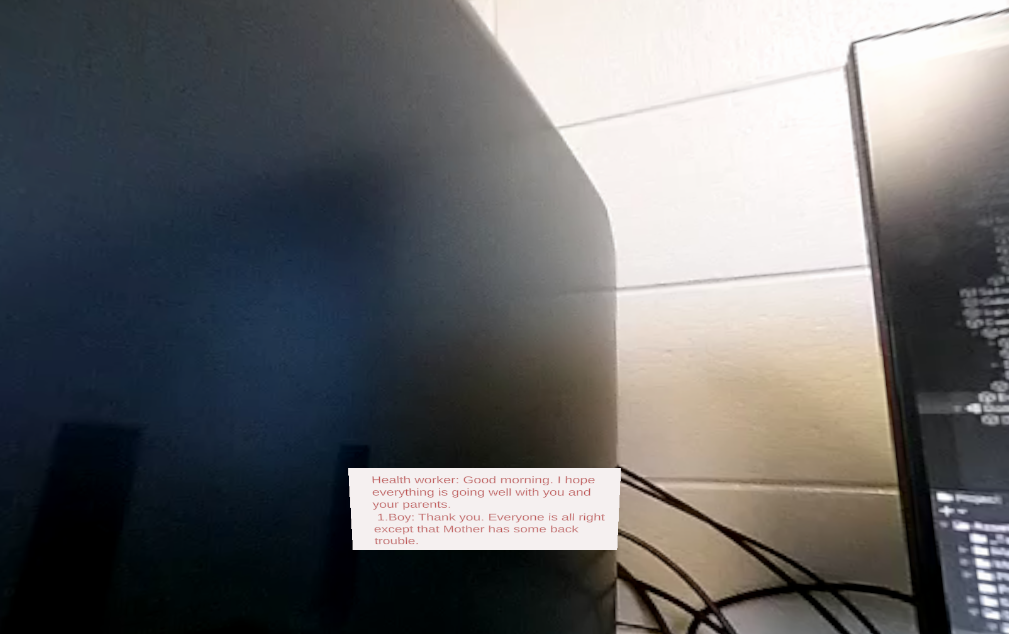 Health worker: Good morning. I hope
everything is going well with you and
your parents.
1.Boy: Thank you. Everyone is all right
except that Mother has some back
trouble.
Project